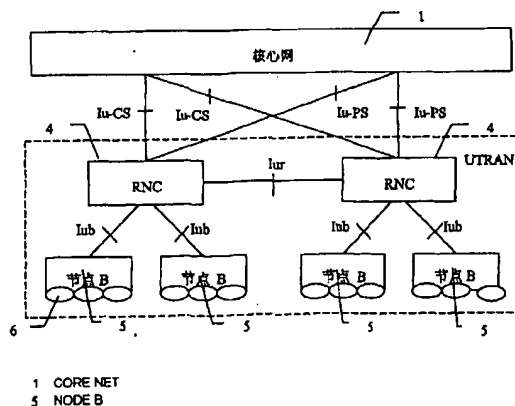 1
核心网
Iu-CS Iu-CS Iu-PS Iu-PS
4 4
UTRAN
RNC Iur RNC
Iub Iub Iub Iub
节点 B 节点 B 节点 B 节点 B
6 5 5 5 5
1 CORE NET
5 NODE B